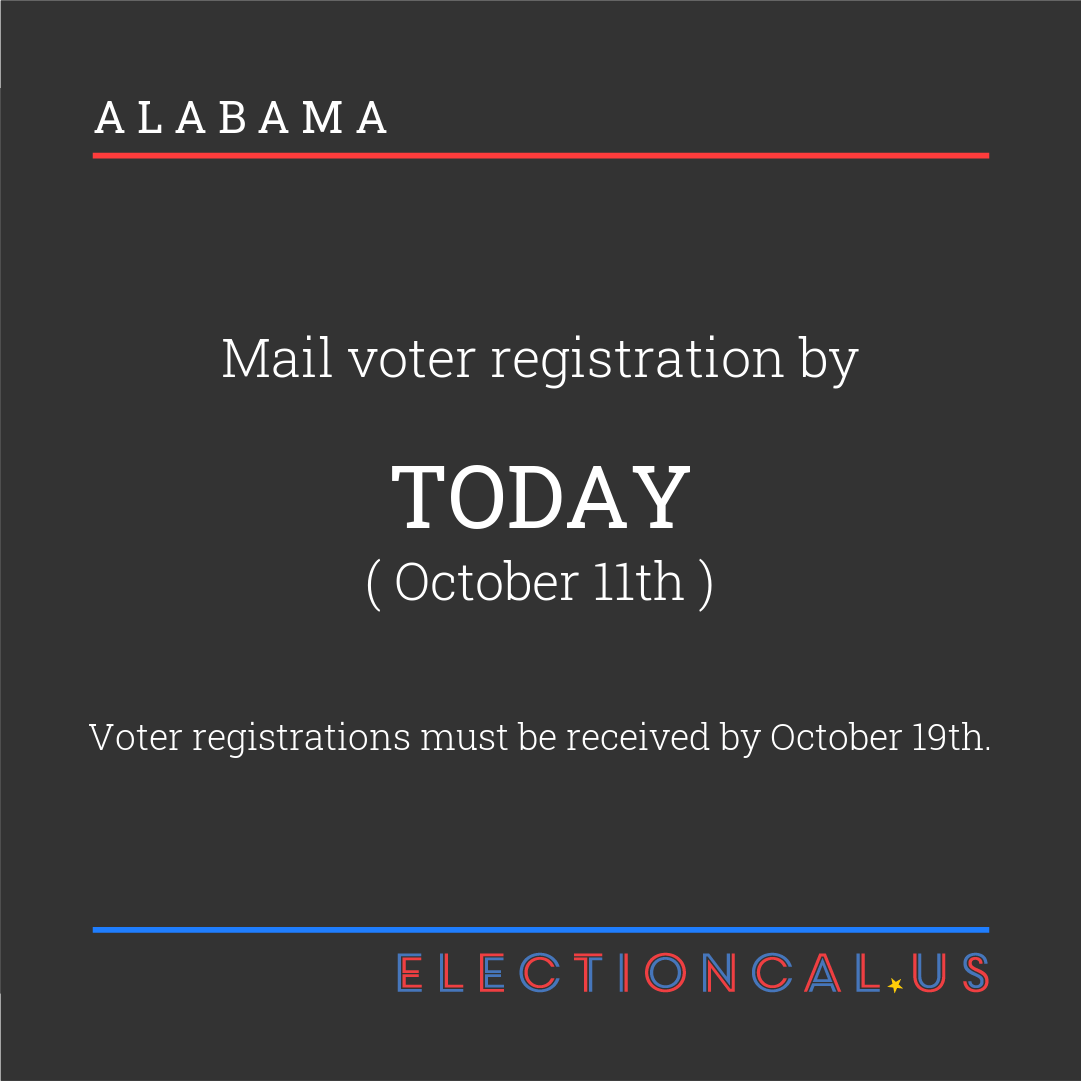 ALABAMA
Mail voter registration by
TODAY
( October 11th )
Voter registrations must be received by October 19th.
ELECTIONCAL.US